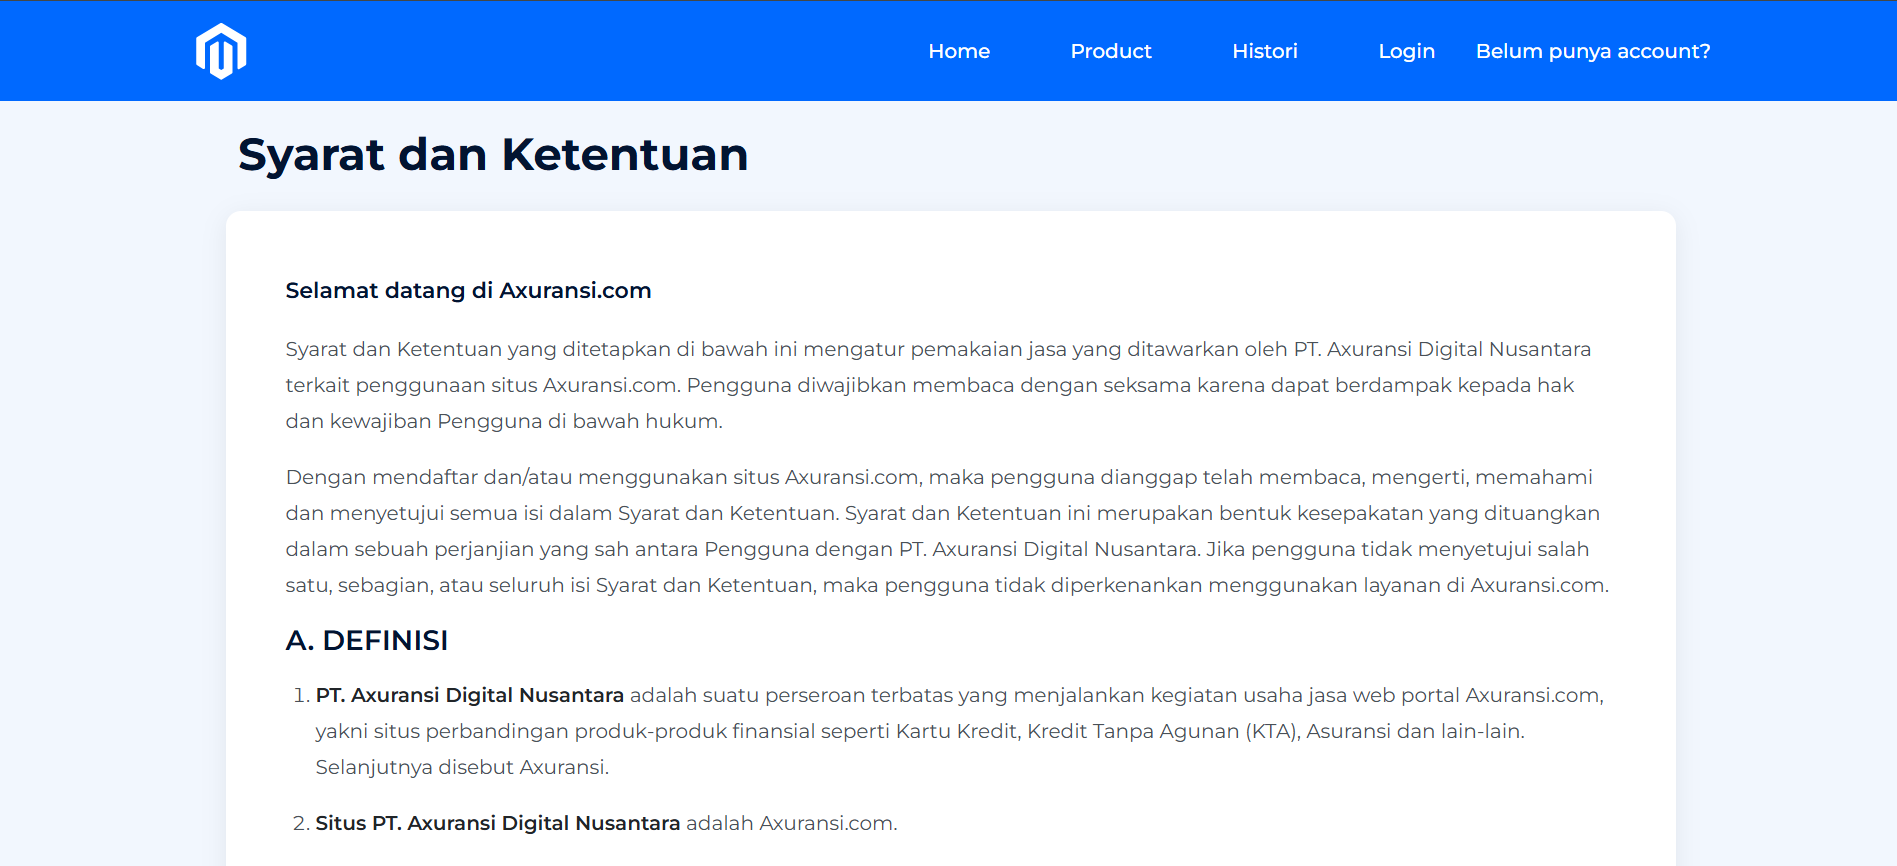 Home Product Histori Login Belum punya account?
Syarat dan Ketentuan
Selamat datang di Axuransi.com
Syarat dan Ketentuan yang ditetapkan di bawah ini mengatur pemakaian jasa yang ditawarkan oleh PT. Axuransi Digital Nusantara
terkait penggunaan situs Axuransi.com. Pengguna diwajibkan membaca dengan seksama karena dapat berdampak kepada hak
dan kewajiban Pengguna di bawah hukum.
Dengan mendaftar dan/atau menggunakan situs Axuransi.com, maka pengguna dianggap telah membaca, mengerti, memahami
dan menyetujui semua isi dalam Syarat dan Ketentuan. Syarat dan Ketentuan ini merupakan bentuk kesepakatan yang dituangkan
dalam sebuah perjanjian yang sah antara Pengguna dengan PT. Axuransi Digital Nusantara. Jika pengguna tidak menyetujui salah
satu, sebagian, atau seluruh isi Syarat dan Ketentuan, maka pengguna tidak diperkenankan menggunakan layanan di Axuransi.com.
A. DEFINISI
1. PT. Axuransi Digital Nusantara adalah suatu perseroan terbatas yang menjalankan kegiatan usaha jasa web portal Axuransi.com,
yakni situs perbandingan produk-produk finansial seperti Kartu Kredit, Kredit Tanpa Agunan (KTA), Asuransi dan lain-lain.
Selanjutnya disebut Axuransi.
2. Situs PT. Axuransi Digital Nusantara adalah Axuransi.com.